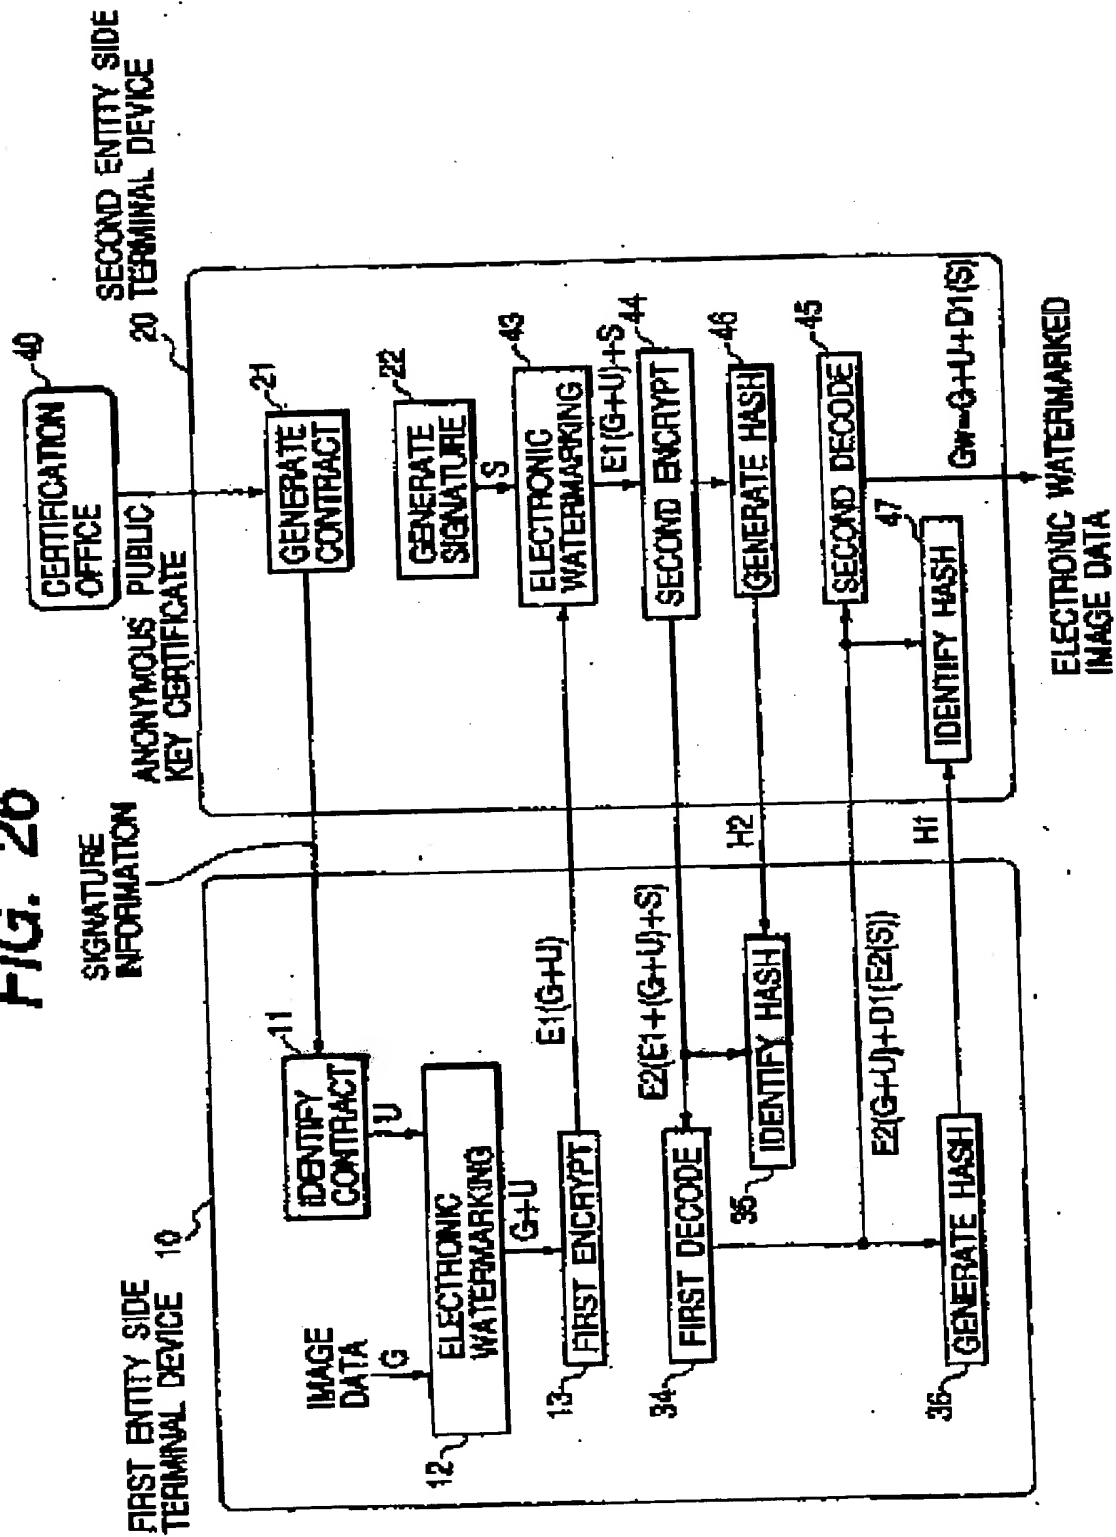 FIG. 26
FIRST ENTITY SIDE
TERMINAL DEVICE 10
SIGNATURE
INFORMATION
ANONYMOUS PUBLIC
KEY CERTIFICATE
CERTIFICATION
OFFICE
40
SECOND ENTITY SIDE
20 TERMINAL DEVICE
IMAGE
DATA
G
IDENTIFY
CONTRACT
11
U
GENERATE
CONTRACT
21
GENERATE
SIGNATURE
22
S
12
ELECTRONIC
WATERMARKING
G+U
ELECTRONIC
WATERMARKING
43
E1(G+U)+S
13
FIRST ENCRYPT
E1(G+U)
SECOND ENCRYPT
44
34
FIRST DECODE
E2(E1+(G+U)+S)
GENERATE HASH
46
H2
35
IDENTIFY HASH
SECOND DECODE
45
E2(G+U)+D1(E2(S))
47
IDENTIFY HASH
Gw=G+U+D1(S)
36
GENERATE HASH
H1
ELECTRONIC WATERMARKED
IMAGE DATA